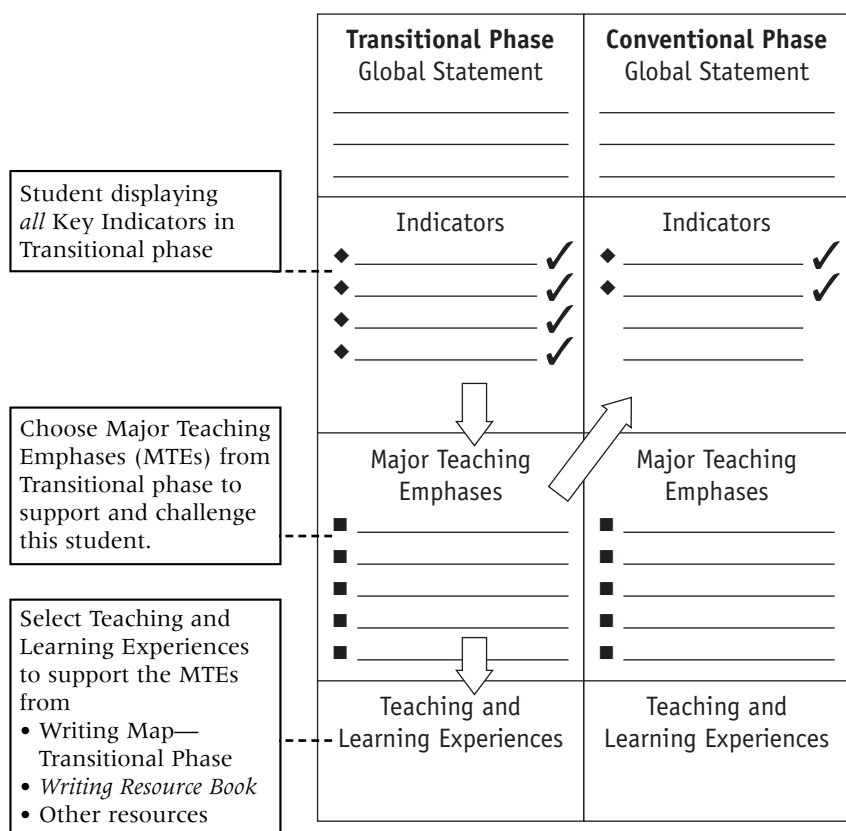 Transitional Phase
Global Statement
Conventional Phase
Global Statement
Student displaying
all Key Indicators in
Transitional phase
Indicators
Indicators
Choose Major Teaching
Emphases (MTEs) from
Transitional phase to
support and challenge
this student.
Major Teaching
Emphases
Major Teaching
Emphases
Select Teaching and
Learning Experiences
to support the MTEs
from
• Writing Map—
Transitional Phase
• Writing Resource Book
• Other resources
Teaching and
Learning Experiences
Teaching and
Learning Experiences